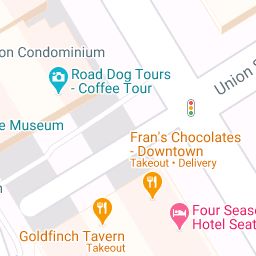 on Condominium
Road Dog Tours
- Coffee Tour
Union S
e Museum
Fran's Chocolates
- Downtown
Takeout • Delivery
n
Four Seas
Hotel Seat
Goldfinch Tavern
Takeout